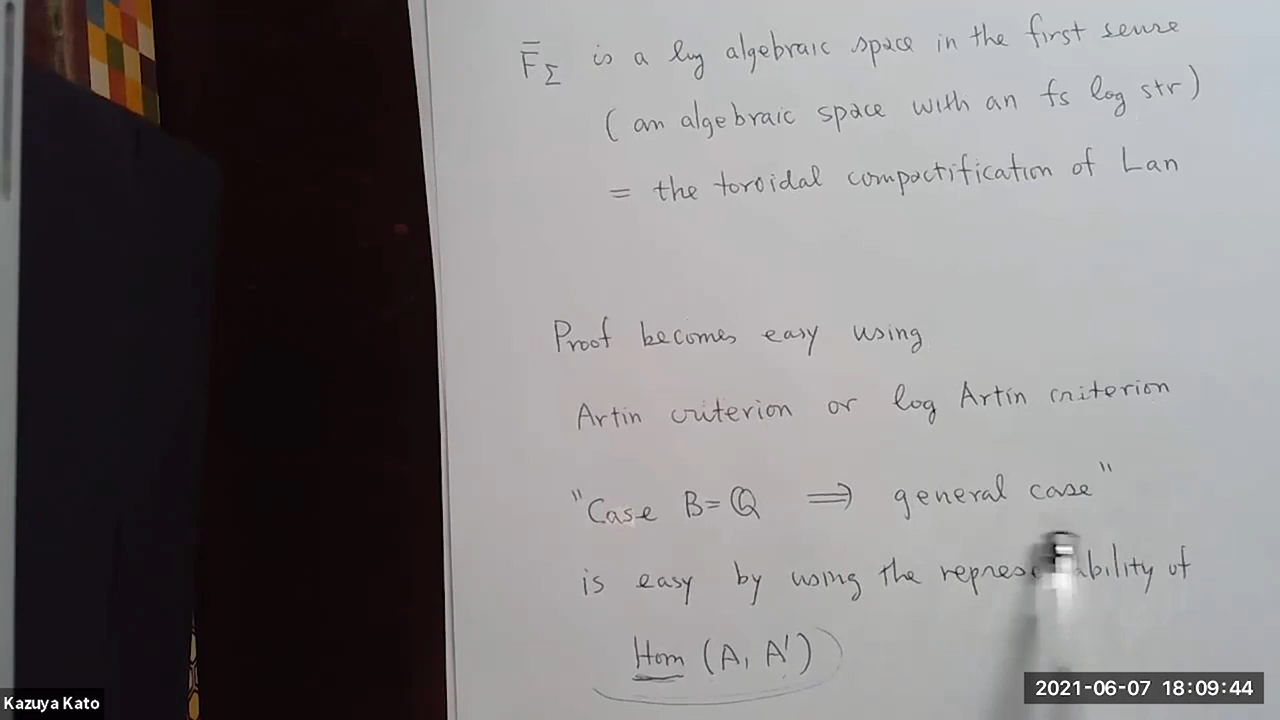 F̄_Σ is a log algebraic space in the first sense
(an algebraic space with an fs log str)
= the toroidal compactification of Lan
Proof becomes easy using
Artin criterion or log Artin criterion
"Case B=ℚ ⟹ general case"
is easy by using the of
Hom (A, A')
Kazuya Kato
2021-06-07 18:09:44